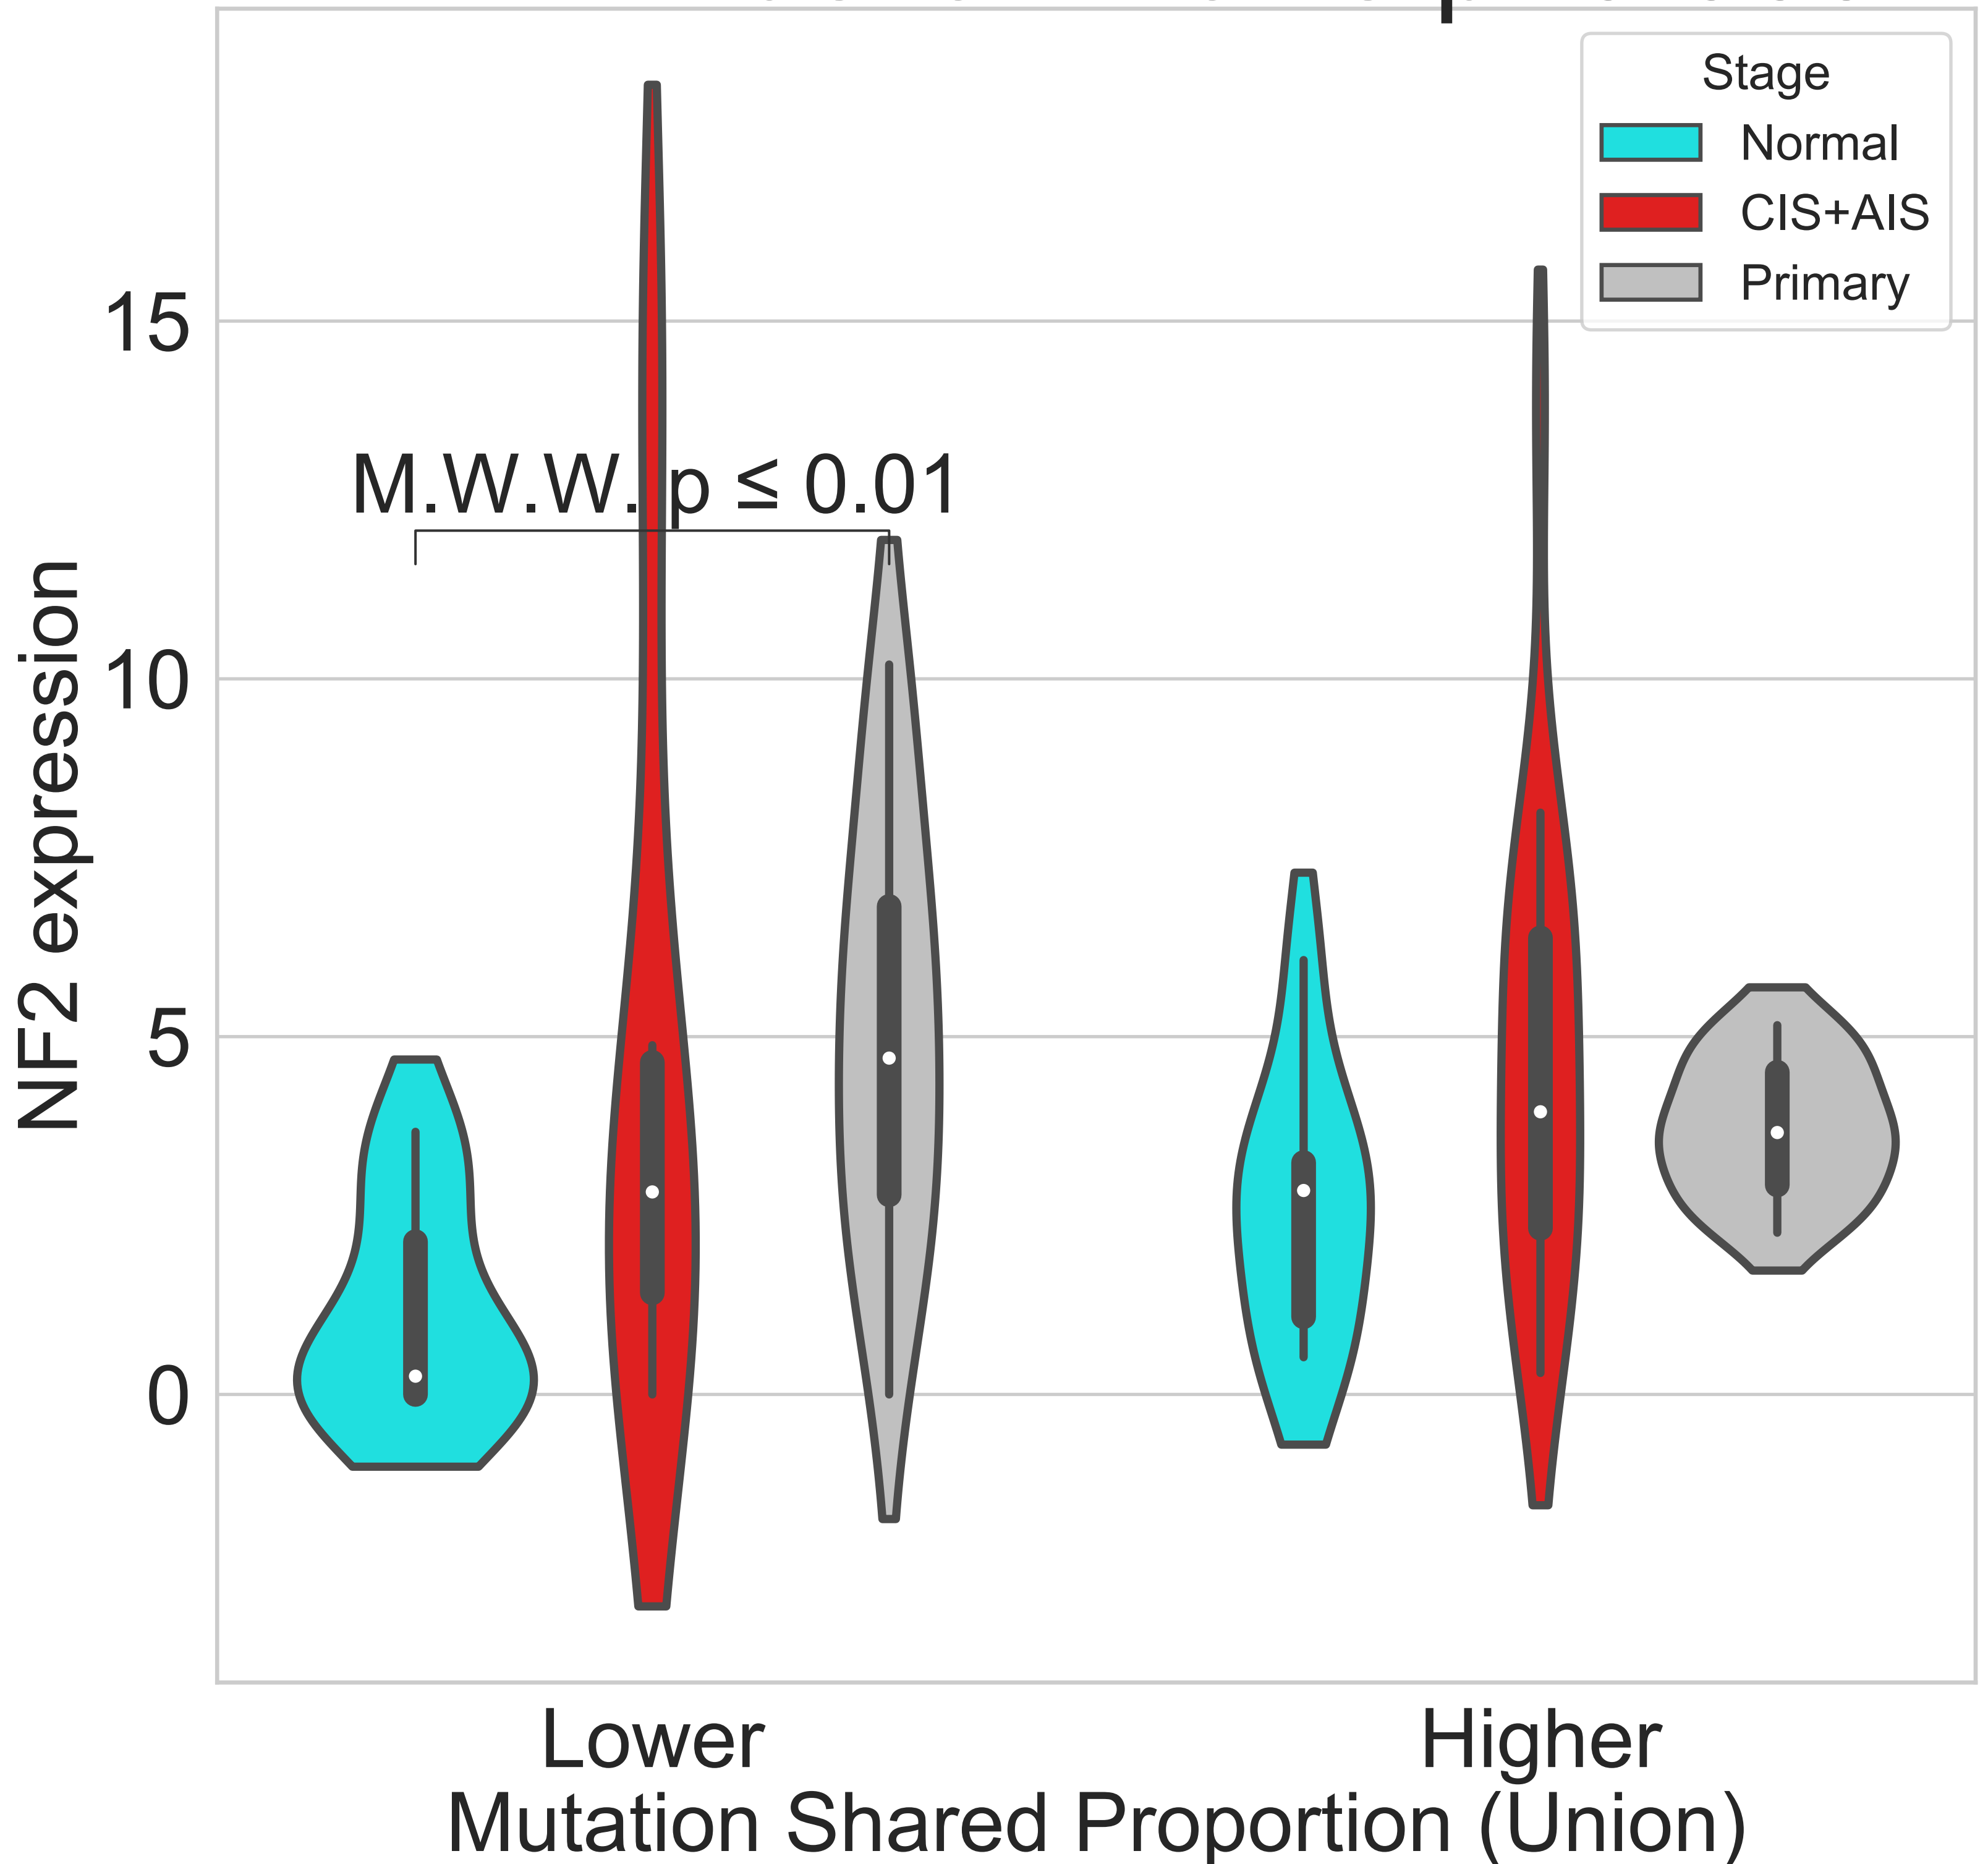 Stage
Normal
CIS+AIS
Primary
15
10
5
0
M.W.W. p ≤ 0.01
NF2 expression
Lower
Higher
Mutation Shared Proportion (Union)